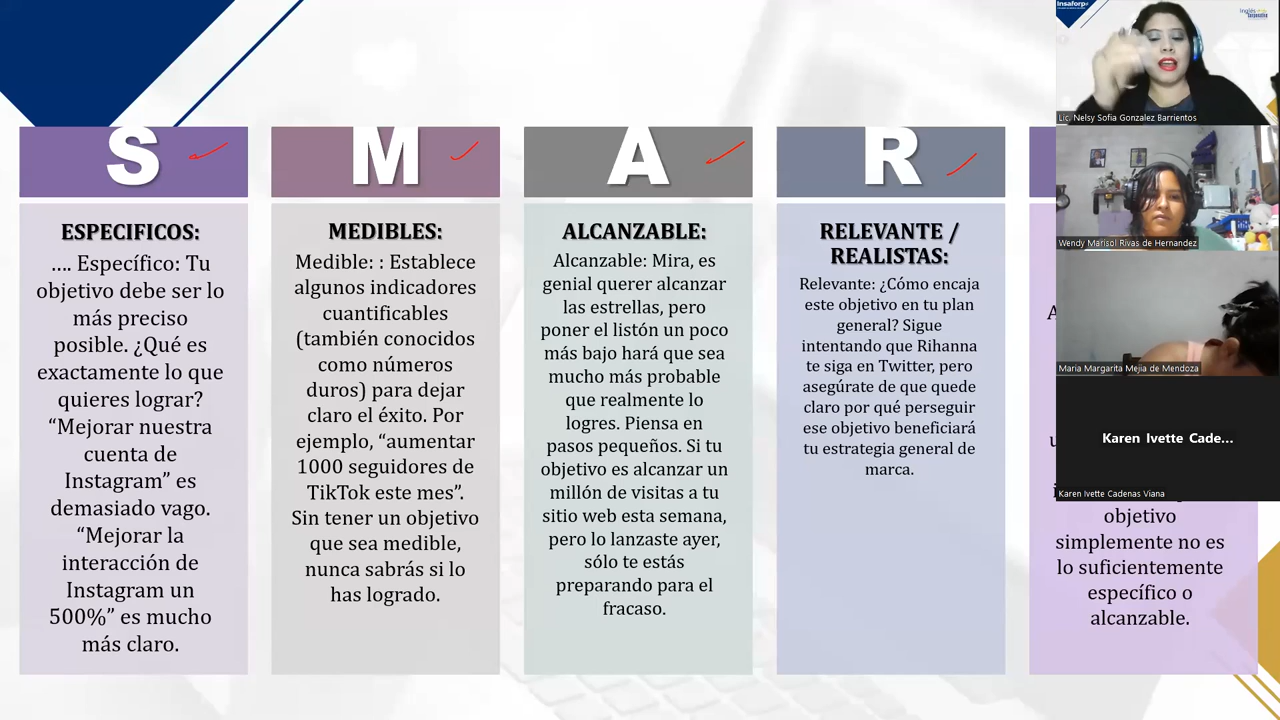 S
ESPECIFICOS:
.... Específico: Tu
objetivo debe ser lo
más preciso
posible. ¿Qué es
exactamente lo que
quieres lograr?
“Mejorar nuestra
cuenta de
Instagram” es
demasiado vago.
“Mejorar la
interacción de
Instagram un
500%” es mucho
más claro.
M
MEDIBLES:
Medible: : Establece
algunos indicadores
cuantificables
(también conocidos
como números
duros) para dejar
claro el éxito. Por
ejemplo, “aumentar
1000 seguidores de
TikTok este mes”.
Sin tener un objetivo
que sea medible,
nunca sabrás si lo
has logrado.
A
ALCANZABLE:
Alcanzable: Mira, es
genial querer alcanzar
las estrellas, pero
poner el listón un poco
más bajo hará que sea
mucho más probable
que realmente lo
logres. Piensa en
pasos pequeños. Si tu
objetivo es alcanzar un
millón de visitas a tu
sitio web esta semana,
pero lo lanzaste ayer,
sólo te estás
preparando para el
fracaso.
R
RELEVANTE /
REALISTAS:
Relevante: ¿Cómo encaja
este objetivo en tu plan
general? Sigue
intentando que Rihanna
te siga en Twitter, pero
asegúrate de que quede
claro por qué perseguir
ese objetivo beneficiará
tu estrategia general de
marca.
objetivo
simplemente no es
lo suficientemente
específico o
alcanzable.
Insaforp
Inglés
Lic. Nelsy Sofia Gonzalez Barrientos
Wendy Marisol Rivas de Hernandez
María Margarita Mejia de Mendoza
Karen Ivette Cade...
Karen Ivette Cadenas Viana